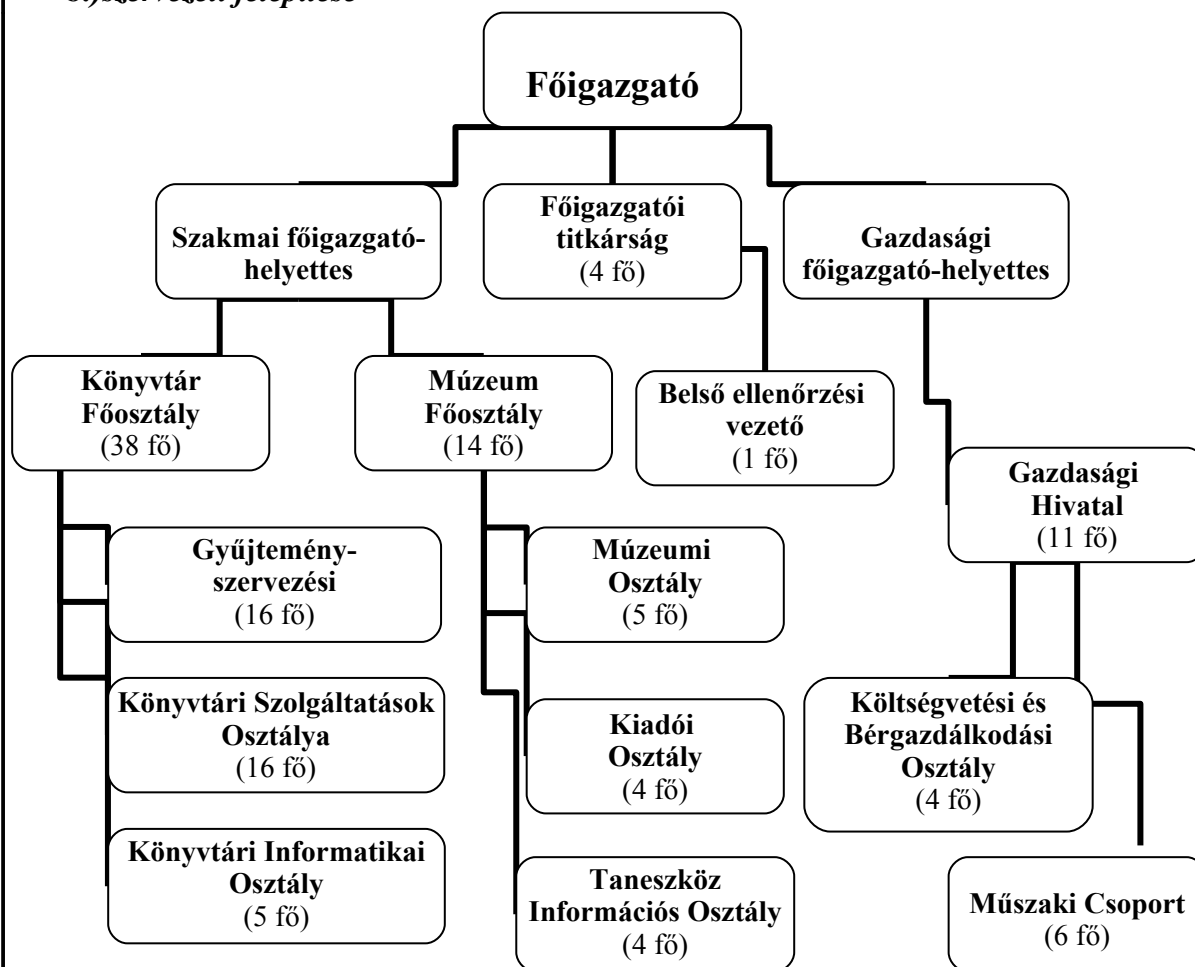 Főigazgató
Szakmai főigazgató-
helyettes
Főigazgatói
titkárság
(4 fő)
Gazdasági
főigazgató-helyettes
Könyvtár
Főosztály
(38 fő)
Múzeum
Főosztály
(14 fő)
Belső ellenőrzési
vezető
(1 fő)
Gazdasági
Hivatal
(11 fő)
Gyűjtemény-
szervezési
(16 fő)
Múzeumi
Osztály
(5 fő)
Könyvtári Szolgáltatások
Osztálya
(16 fő)
Kiadói
Osztály
(4 fő)
Költségvetési és
Bérgazdálkodási
Osztály
(4 fő)
Könyvtári Informatikai
Osztály
(5 fő)
Taneszköz
Információs Osztály
(4 fő)
Műszaki Csoport
(6 fő)